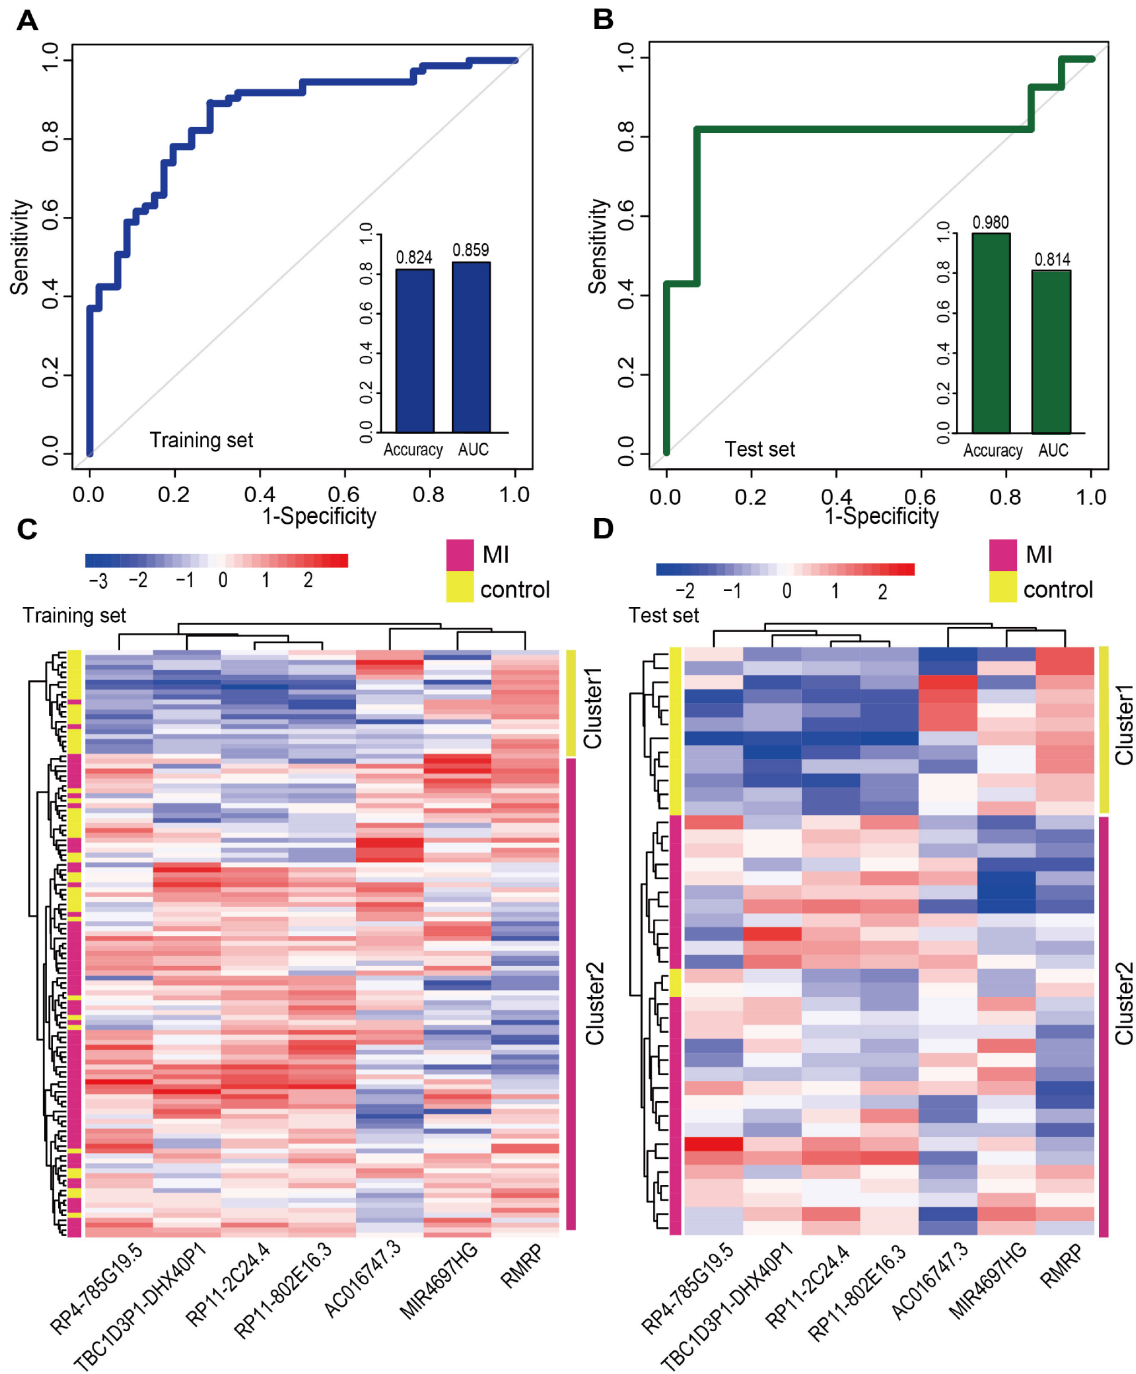 A
1.0
0.8
0.6
0.4
0.2
0.0
Sensitivity
0.0 0.2 0.4 0.6 0.8 1.0
1-Specificity
Training set
1.0
0.8
0.6
0.4
0.2
0.0
0.824
0.859
Accuracy AUC
B
1.0
0.8
0.6
0.4
0.2
0.0
Sensitivity
0.0 0.2 0.4 0.6 0.8 1.0
1-Specificity
Test set
1.0
0.8
0.6
0.4
0.2
0.0
0.980
0.814
Accuracy AUC
C
−3 −2 −1 0 1 2
MI
control
Training set
Cluster1
Cluster2
RP4-785G19.5
TBC1D3P1-DHX40P1
RP11-2C24.4
RP11-802E16.3
AC016747.3
MIR4697HG
RMRP
D
−2 −1 0 1 2
MI
control
Test set
Cluster1
Cluster2
RP4-785G19.5
TBC1D3P1-DHX40P1
RP11-2C24.4
RP11-802E16.3
AC016747.3
MIR4697HG
RMRP